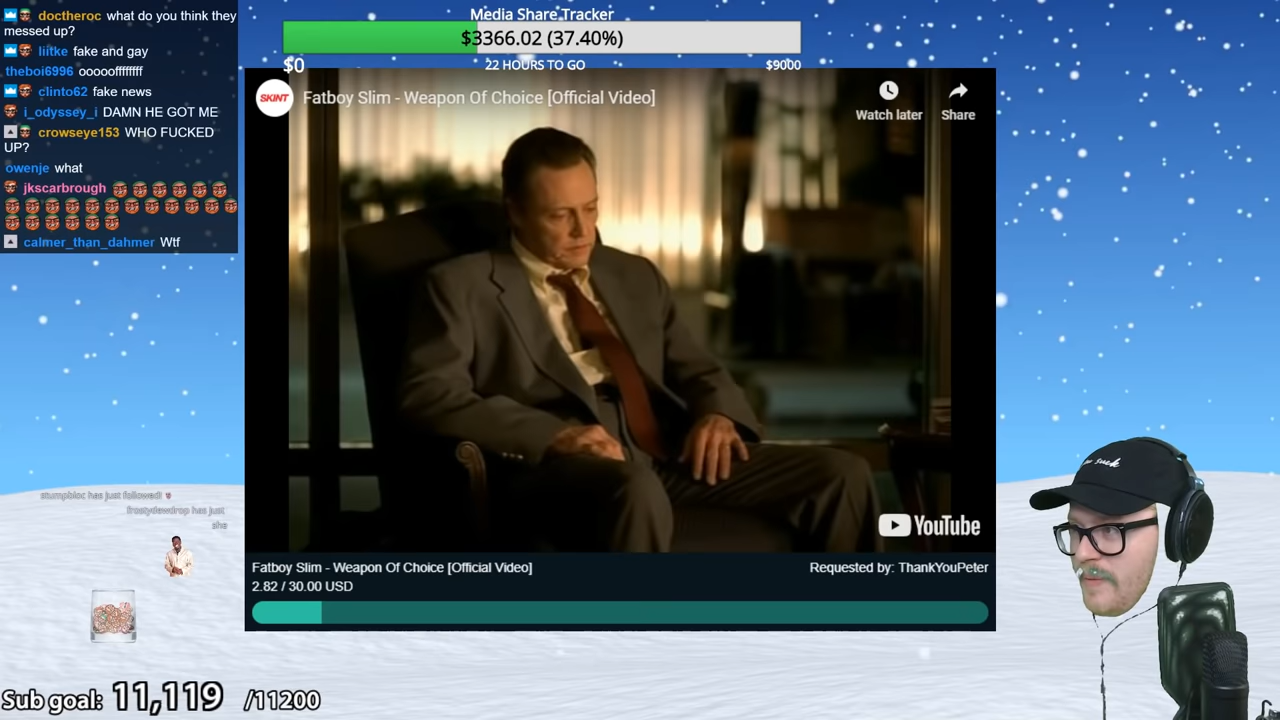 doctheroc what do you think they
messed up?
liitke fake and gay
theboi6996 ooooofffffffff
clinto62 fake news
i_odyssey_i DAMN HE GOT ME
crowseye153 WHO FUCKED
UP?
owenje what
jkscarbrough
calmer_than_dahmer Wtf
Media Share Tracker
$3366.02 (37.40%)
$0
22 HOURS TO GO
$9000
SKINT
Fatboy Slim - Weapon Of Choice [Official Video]
Watch later
Share
YouTube
Fatboy Slim - Weapon Of Choice [Official Video]
Requested by: ThankYouPeter
2.82 / 30.00 USD
stumpbloc has just followed!
frostydewdrop has just
she
Sub goal: 11,119 /11200